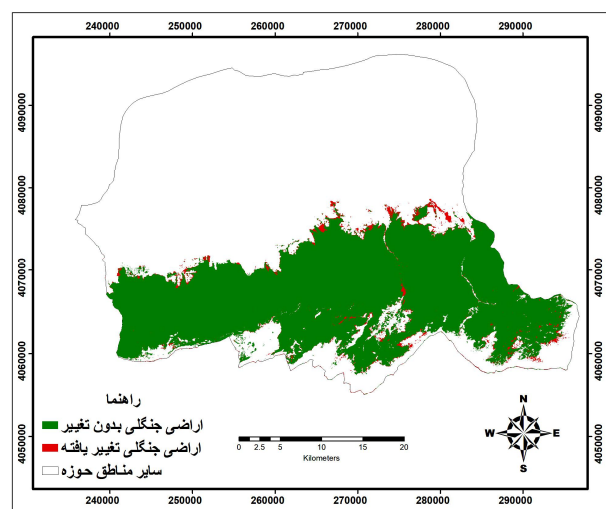 240000 250000 260000 270000 280000 290000
4090000
4080000
4070000
4060000
4050000
4090000
4080000
4070000
4060000
4050000
راهنما
اراضی جنگلی بدون تغییر
اراضی جنگلی تغییر یافته
سایر مناطق حوزه
0 2.5 5 10 15 20
Kilometers
N
W E
S
240000 250000 260000 270000 280000 290000